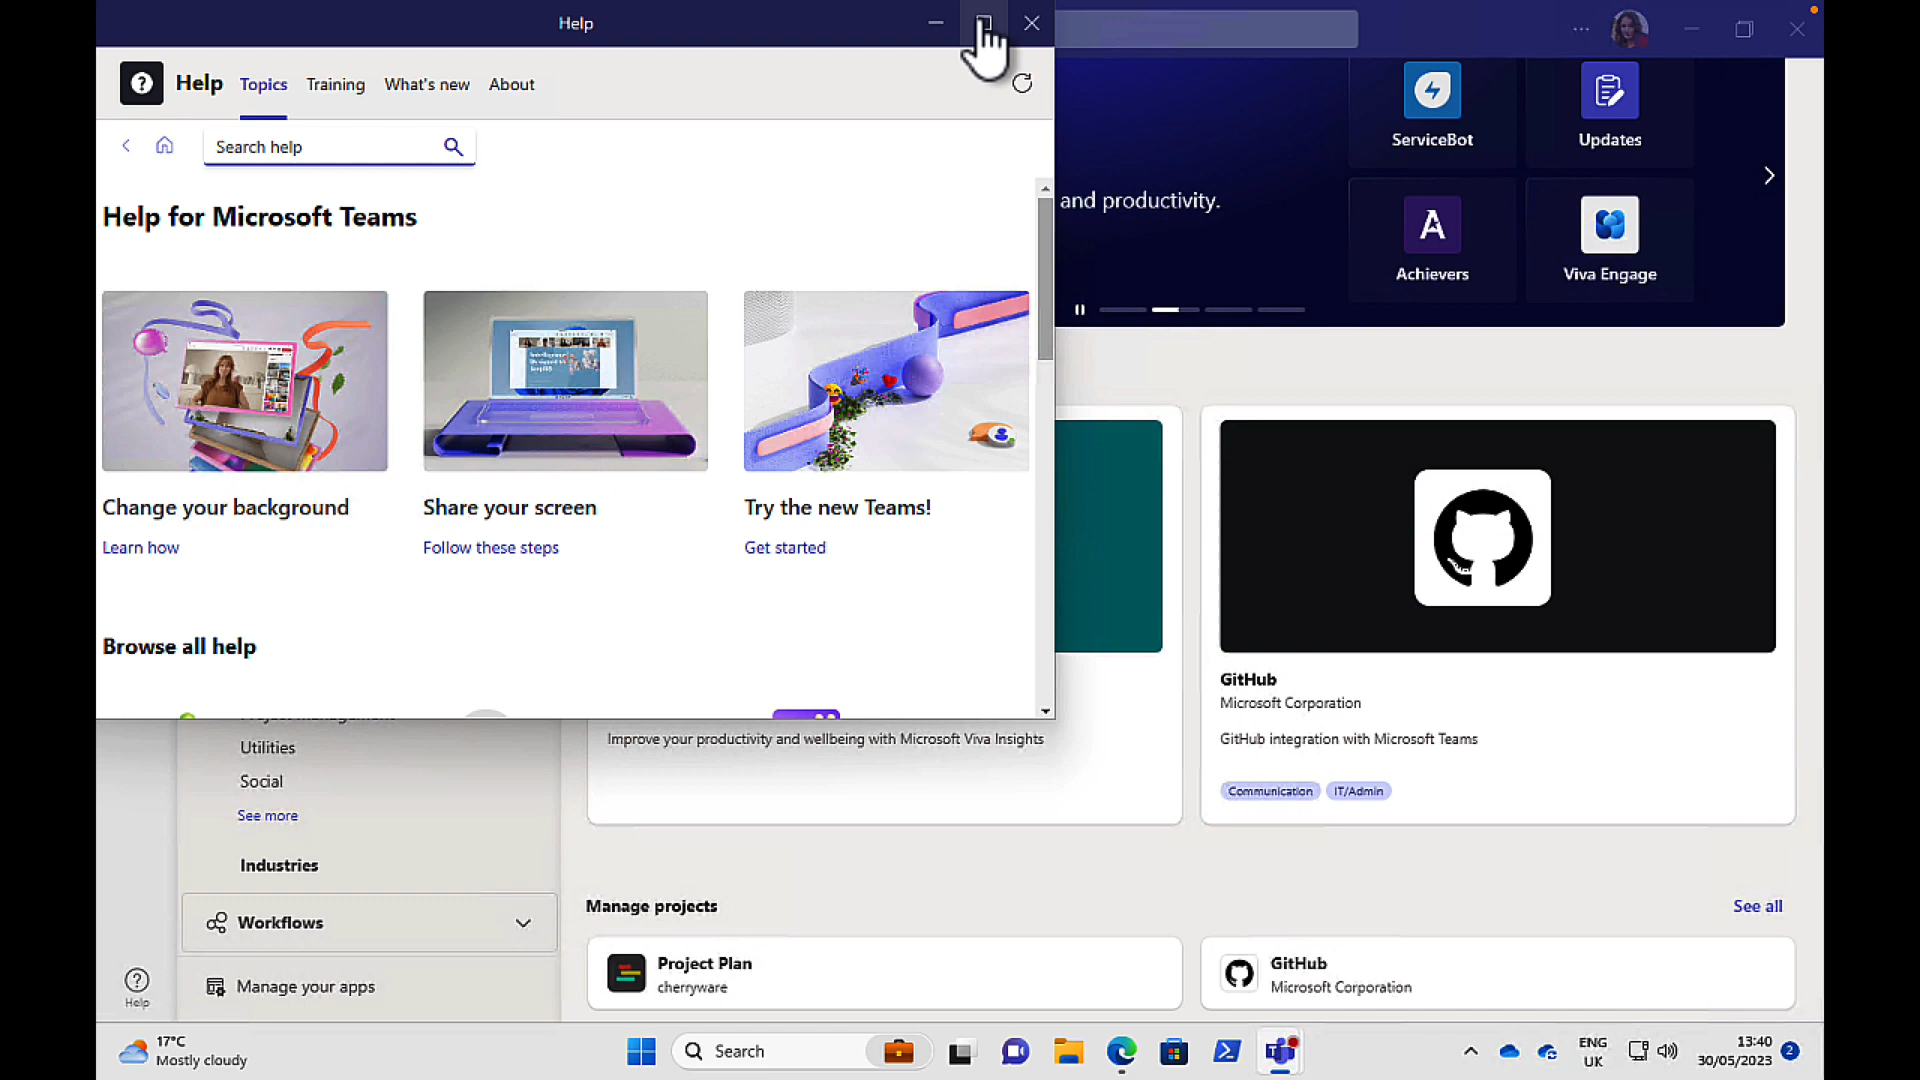 Help
Help
Topics
Training
What's new
About
Search help
Help for Microsoft Teams
Change your background
Learn how
Share your screen
Follow these steps
Try the new Teams!
Get started
Browse all help
and productivity.
ServiceBot
Updates
Achievers
Viva Engage
Utilities
Social
See more
Industries
Workflows
Manage your apps
Help
Improve your productivity and wellbeing with Microsoft Viva Insights
GitHub
Microsoft Corporation
GitHub integration with Microsoft Teams
Communication
IT/Admin
Manage projects
See all
Project Plan
cherryware
GitHub
Microsoft Corporation
17°C
Mostly cloudy
Search
ENG
UK
13:40
30/05/2023
2